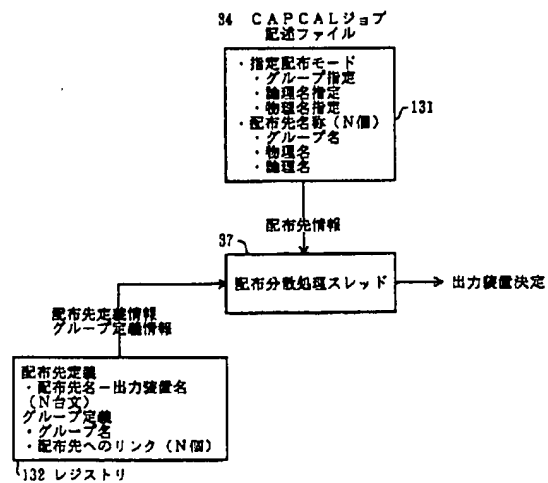 34 ＣＡＰＣＡＬジョブ
記述ファイル
・指定配布モード
・グループ指定
・論理名指定
・物理名指定
・配布先名称（Ｎ個）
・グループ名
・物理名
・論理名
131
配布先情報
37
配布分散処理スレッド
出力装置決定
配布先定義情報
グループ定義情報
配布先定義
・配布先名－出力装置名
（Ｎ台文）
グループ定義
・グループ名
・配布先へのリンク（Ｎ個）
132 レジストリ